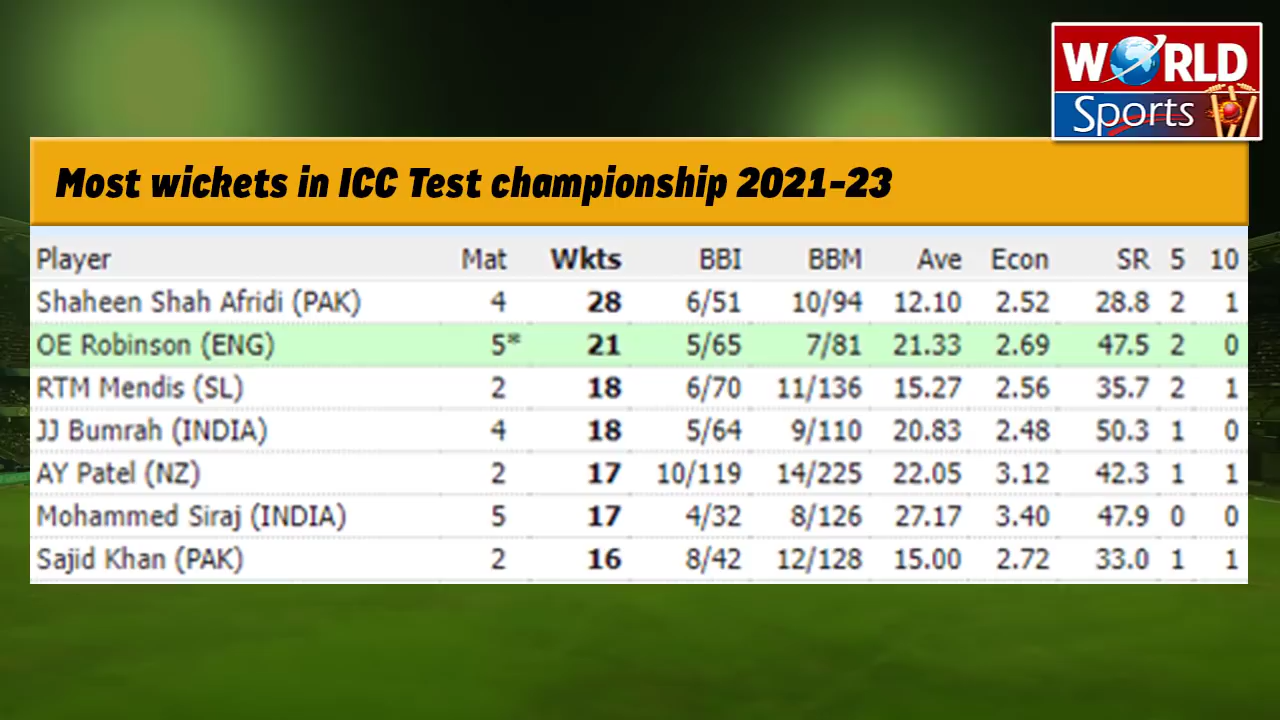 WORLD
Sports
Most wickets in ICC Test championship 2021-23
Player Mat Wkts BBI BBM Ave Econ SR 5 10
Shaheen Shah Afridi (PAK) 4 28 6/51 10/94 12.10 2.52 28.8 2 1
OE Robinson (ENG) 5* 21 5/65 7/81 21.33 2.69 47.5 2 0
RTM Mendis (SL) 2 18 6/70 11/136 15.27 2.56 35.7 2 1
JJ Bumrah (INDIA) 4 18 5/64 9/110 20.83 2.48 50.3 1 0
AY Patel (NZ) 2 17 10/119 14/225 22.05 3.12 42.3 1 1
Mohammed Siraj (INDIA) 5 17 4/32 8/126 27.17 3.40 47.9 0 0
Sajid Khan (PAK) 2 16 8/42 12/128 15.00 2.72 33.0 1 1